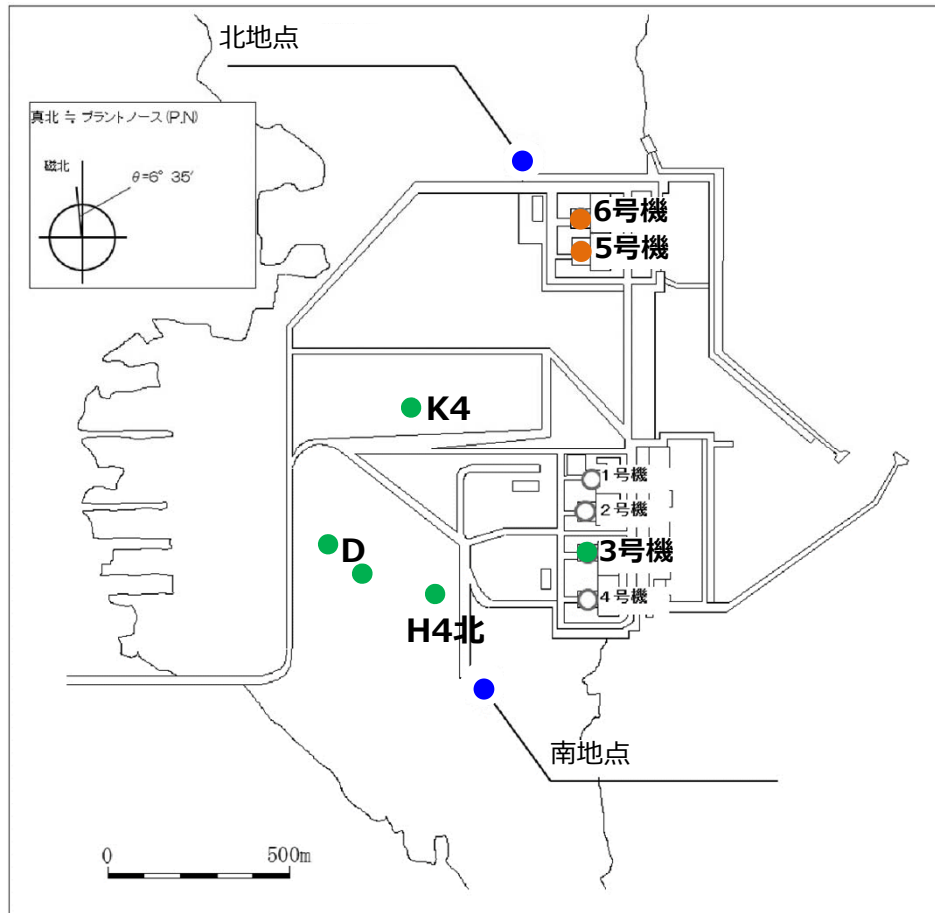 北地点
真北 ≒ プラントノース(P.N)
磁北
θ=6° 35′
6号機
5号機
K4
1号機
2号機
D
3号機
4号機
H4北
南地点
0 500m